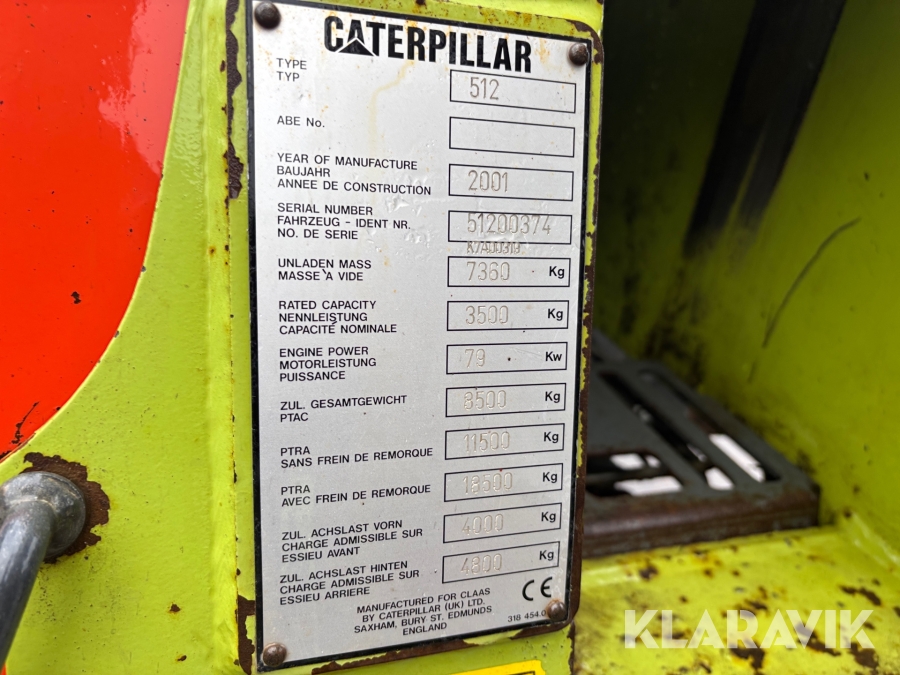 CATERPILLAR
TYPE
TYP
512
ABE No.
YEAR OF MANUFACTURE
BAUJAHR
ANNEE DE CONSTRUCTION
2001
SERIAL NUMBER
FAHRZEUG - IDENT NR.
NO. DE SERIE
51200374
UNLADEN MASS
MASSE A VIDE
7360 Kg
RATED CAPACITY
NENNLEISTUNG
CAPACITÉ NOMINALE
3500 Kg
ENGINE POWER
MOTORLEISTUNG
PUISSANCE
79 Kw
ZUL. GESAMTGEWICHT
PTAC
8500 Kg
PTRA
SANS FREIN DE REMORQUE
11500 Kg
PTRA
AVEC FREIN DE REMORQUE
18500 Kg
ZUL. ACHSLAST VORN
CHARGE ADMISSIBLE SUR
ESSIEU AVANT
4000 Kg
ZUL. ACHSLAST HINTEN
CHARGE ADMISSIBLE SUR
ESSIEU ARRIERE
4800 Kg
MANUFACTURED FOR CLAAS
BY CATERPILLAR (UK) LTD.
SAXHAM, BURY ST. EDMUNDS
ENGLAND
CE
318 454.0
KLARAVIK